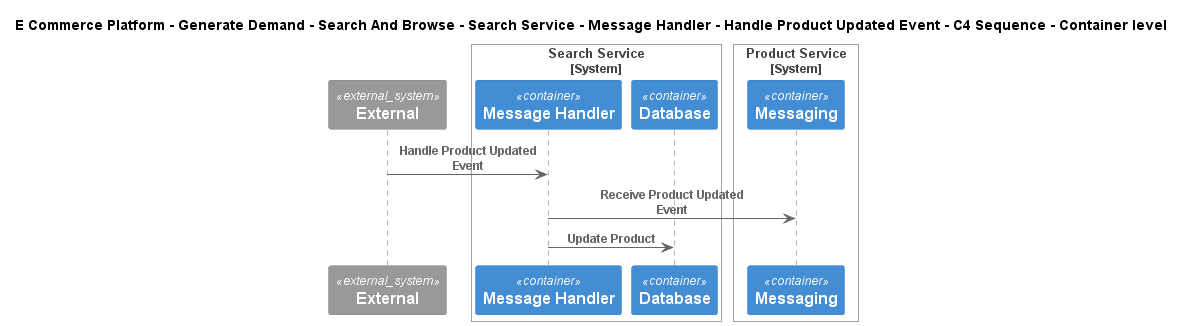 E Commerce Platform - Generate Demand - Search And Browse - Search Service - Message Handler - Handle Product Updated Event - C4 Sequence - Container level
Search Service
[System]
Product Service
[System]
«external_system»
External
«container»
Message Handler
«container»
Database
«container»
Messaging
Handle Product Updated
Event
Receive Product Updated
Event
Update Product
«external_system»
External
«container»
Message Handler
«container»
Database
«container»
Messaging